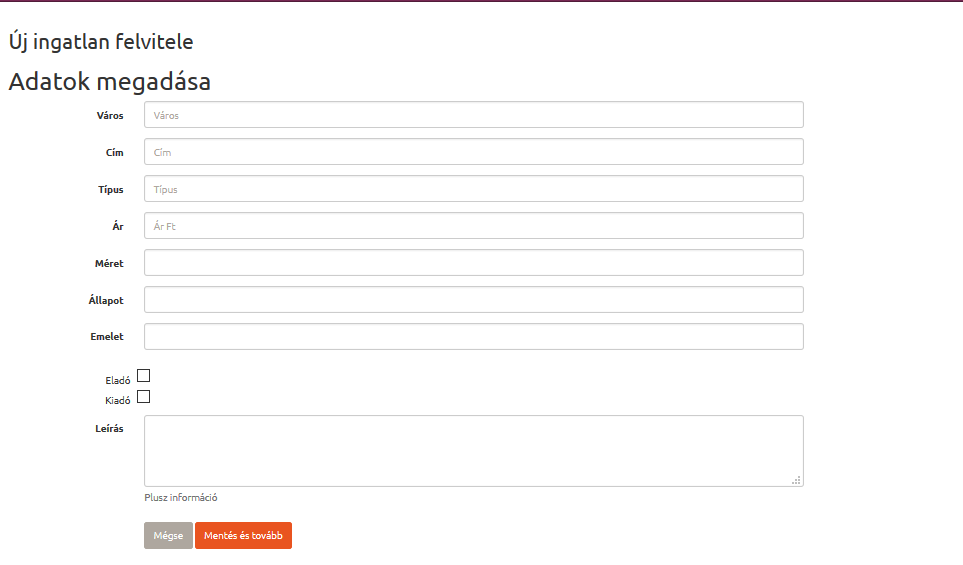 Új ingatlan felvitele
Adatok megadása
Város Város
Cím Cím
Típus Típus
Ár Ár Ft
Méret
Állapot
Emelet
Eladó
Kiadó
Leírás
Plusz információ
Mégse Mentés és tovább